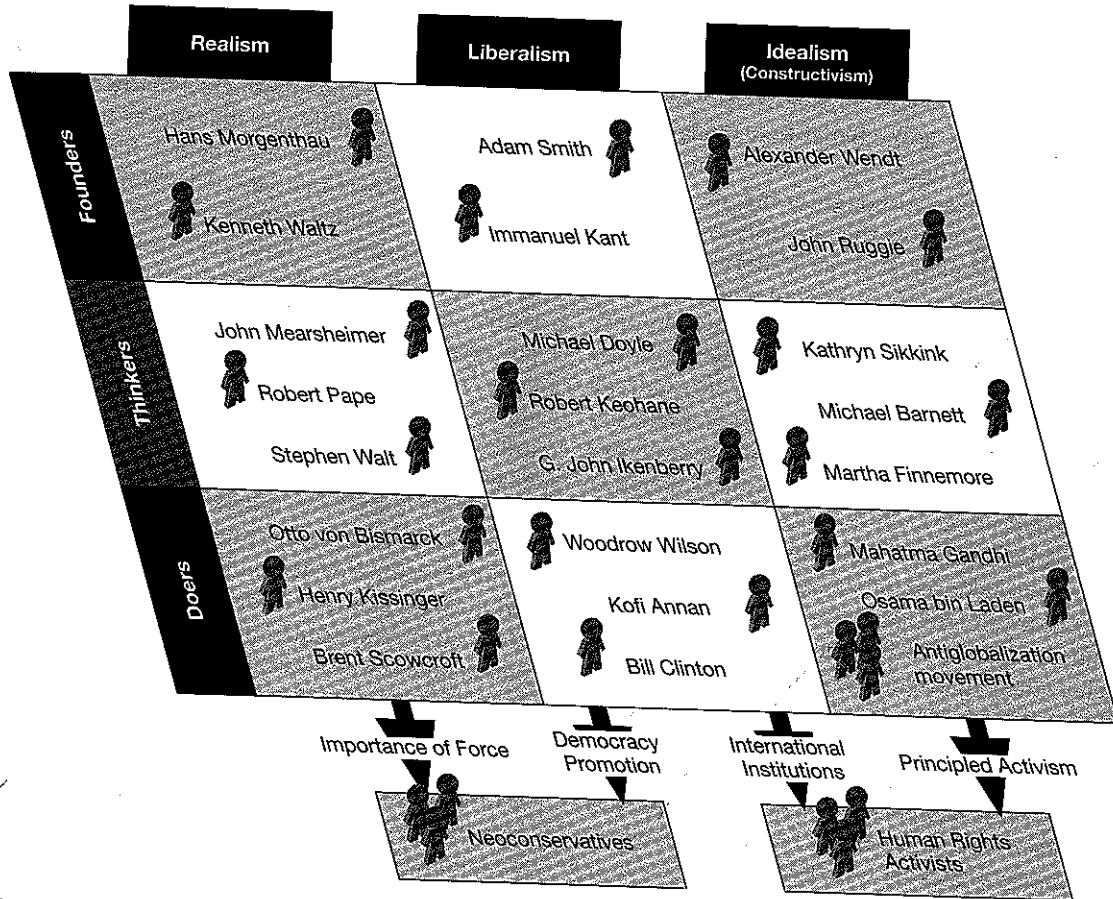 Realism
Liberalism
Idealism
(Constructivism)
Founders
Hans Morgenthau
Kenneth Waltz
Adam Smith
Immanuel Kant
Alexander Wendt
John Ruggie
Thinkers
John Mearsheimer
Robert Pape
Stephen Walt
Michael Doyle
Robert Keohane
G. John Ikenberry
Kathryn Sikkink
Michael Barnett
Martha Finnemore
Doers
Otto von Bismarck
Henry Kissinger
Brent Scowcroft
Woodrow Wilson
Kofi Annan
Bill Clinton
Mahatma Gandhi
Osama bin Laden
Antiglobalization
movement
Importance of Force
Democracy
Promotion
International
Institutions
Principled Activism
Neoconservatives
Human Rights
Activists